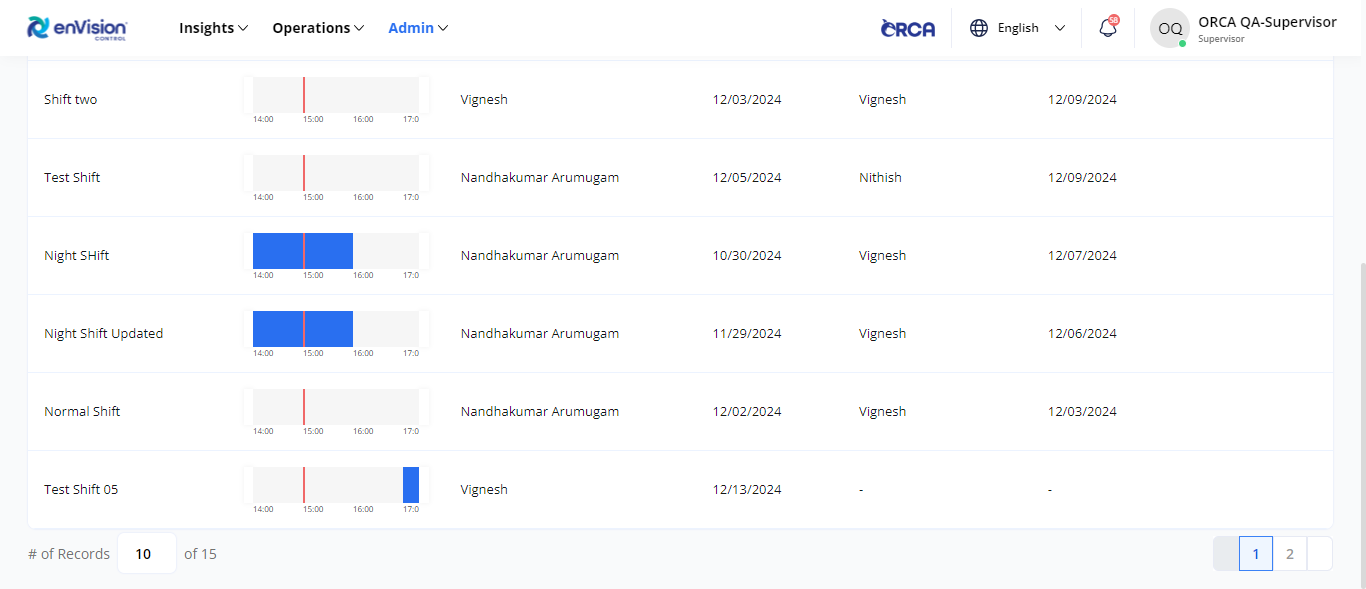 enVision CONTROL Insights Operations Admin ORCA English 58 OQ ORCA QA-Supervisor
Supervisor
Shift two Vignesh 12/03/2024 Vignesh 12/09/2024
14:00 15:00 16:00 17:0
Test Shift Nandhakumar Arumugam 12/05/2024 Nithish 12/09/2024
14:00 15:00 16:00 17:0
Night SHift Nandhakumar Arumugam 10/30/2024 Vignesh 12/07/2024
14:00 15:00 16:00 17:0
Night Shift Updated Nandhakumar Arumugam 11/29/2024 Vignesh 12/06/2024
14:00 15:00 16:00 17:0
Normal Shift Nandhakumar Arumugam 12/02/2024 Vignesh 12/03/2024
14:00 15:00 16:00 17:0
Test Shift 05 Vignesh 12/13/2024 - -
14:00 15:00 16:00 17:0
# of Records 10 of 15 1 2